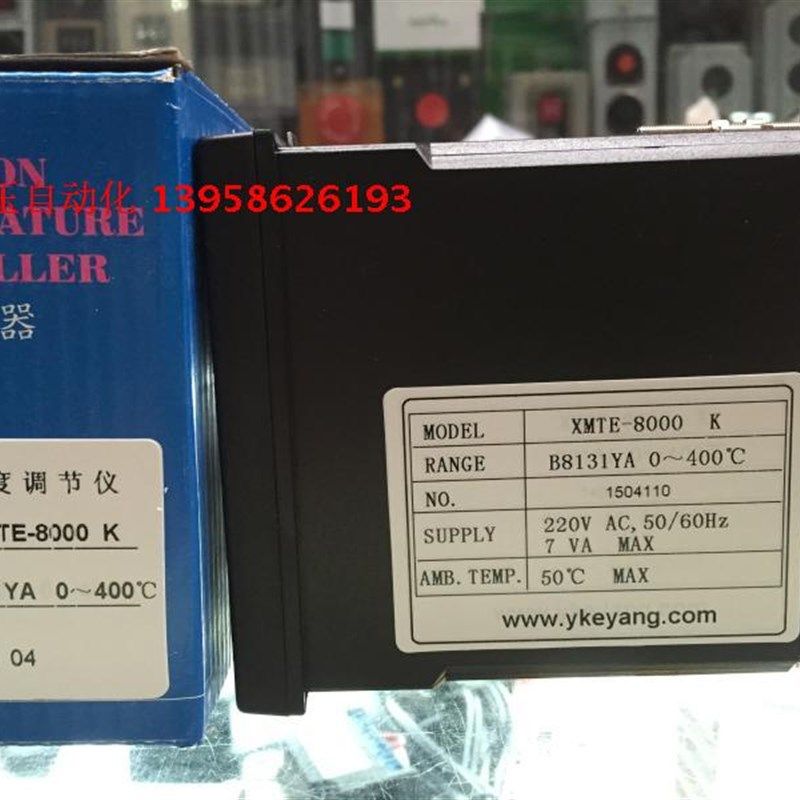 ON
自动化 13958626193
ATURE
LLER
器
度调节仪
TE-8000 K
YA 0～400℃
04
MODEL XMTE-8000 K
RANGE B8131YA 0～400℃
NO. 1504110
SUPPLY 220V AC, 50/60Hz
7 VA MAX
AMB. TEMP. 50℃ MAX
www.ykeyang.com